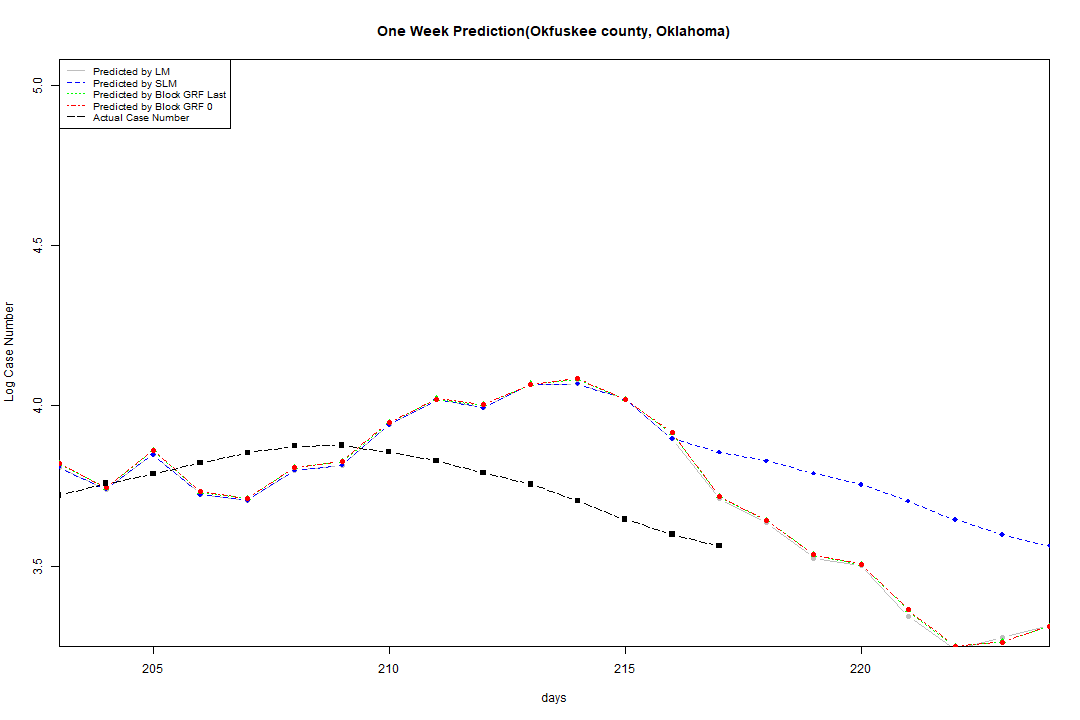 One Week Prediction(Okfuskee county, Oklahoma)
Predicted by LM
Predicted by SLM
Predicted by Block GRF Last
Predicted by Block GRF 0
Actual Case Number
5.0
4.5
4.0
3.5
Log Case Number
205
210
215
220
days